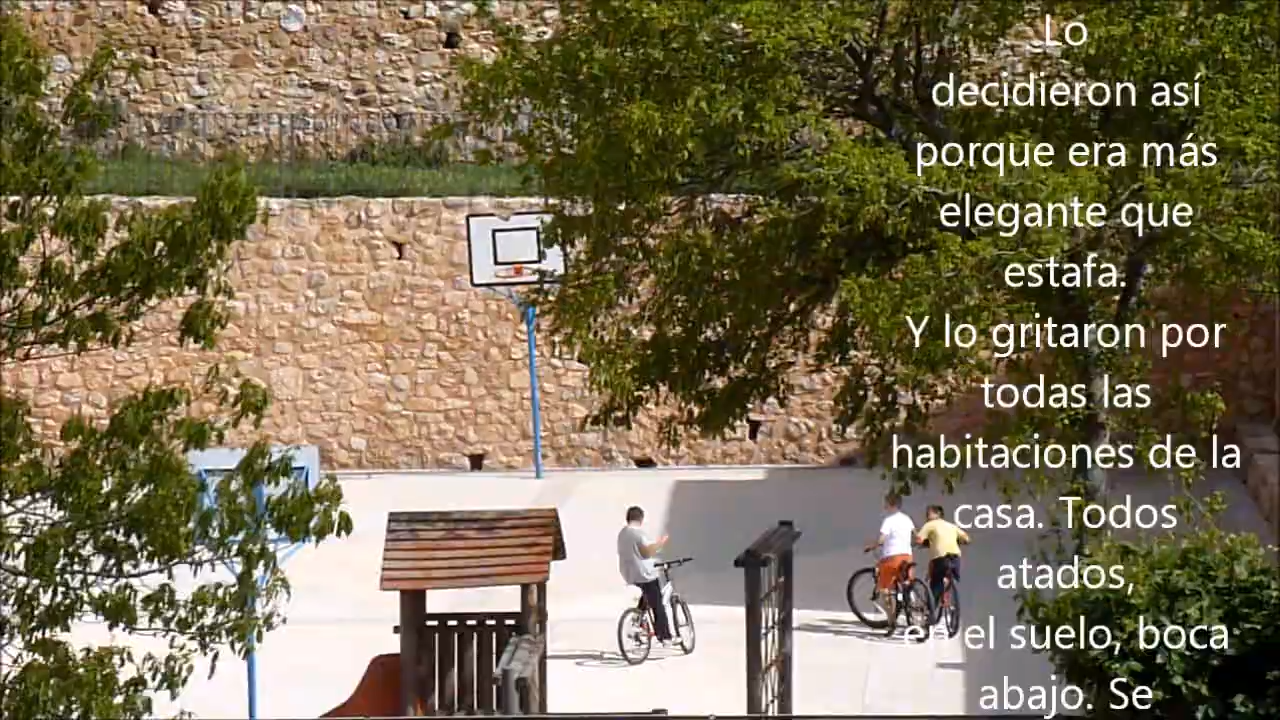 Lo
decidieron así
porque era más
elegante que
estafa.
Y lo gritaron por
todas las
habitaciones de la
casa. Todos
atados,
en el suelo, boca
abajo. Se